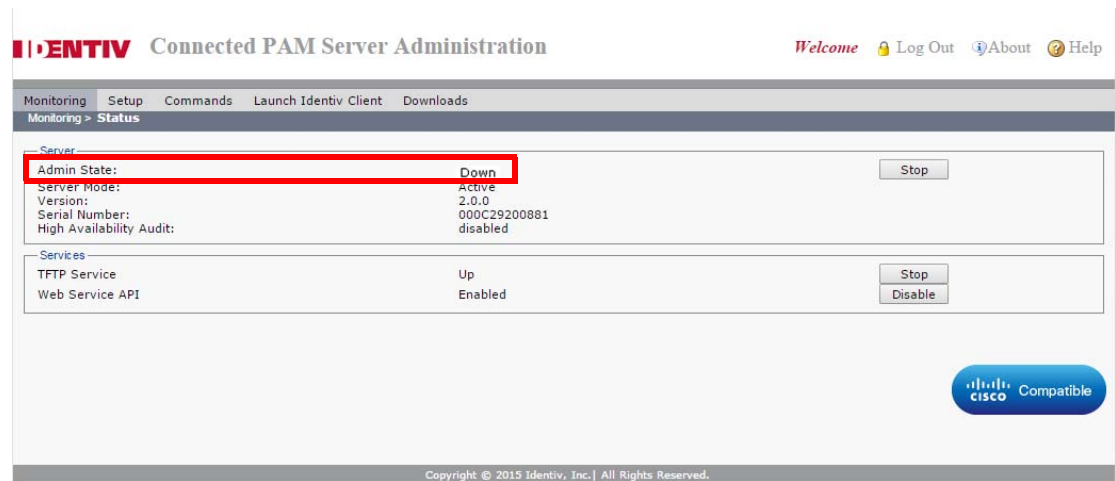 IDENTIV Connected PAM Server Administration Welcome Log Out About Help
Monitoring Setup Commands Launch Identiv Client Downloads
Monitoring > Status
Server
Admin State: Down Stop
Server Mode: Active
Version: 2.0.0
Serial Number: 000C29200881
High Availability Audit: disabled
Services
TFTP Service Up Stop
Web Service API Enabled Disable
cisco Compatible
Copyright © 2015 Identiv, Inc.| All Rights Reserved.